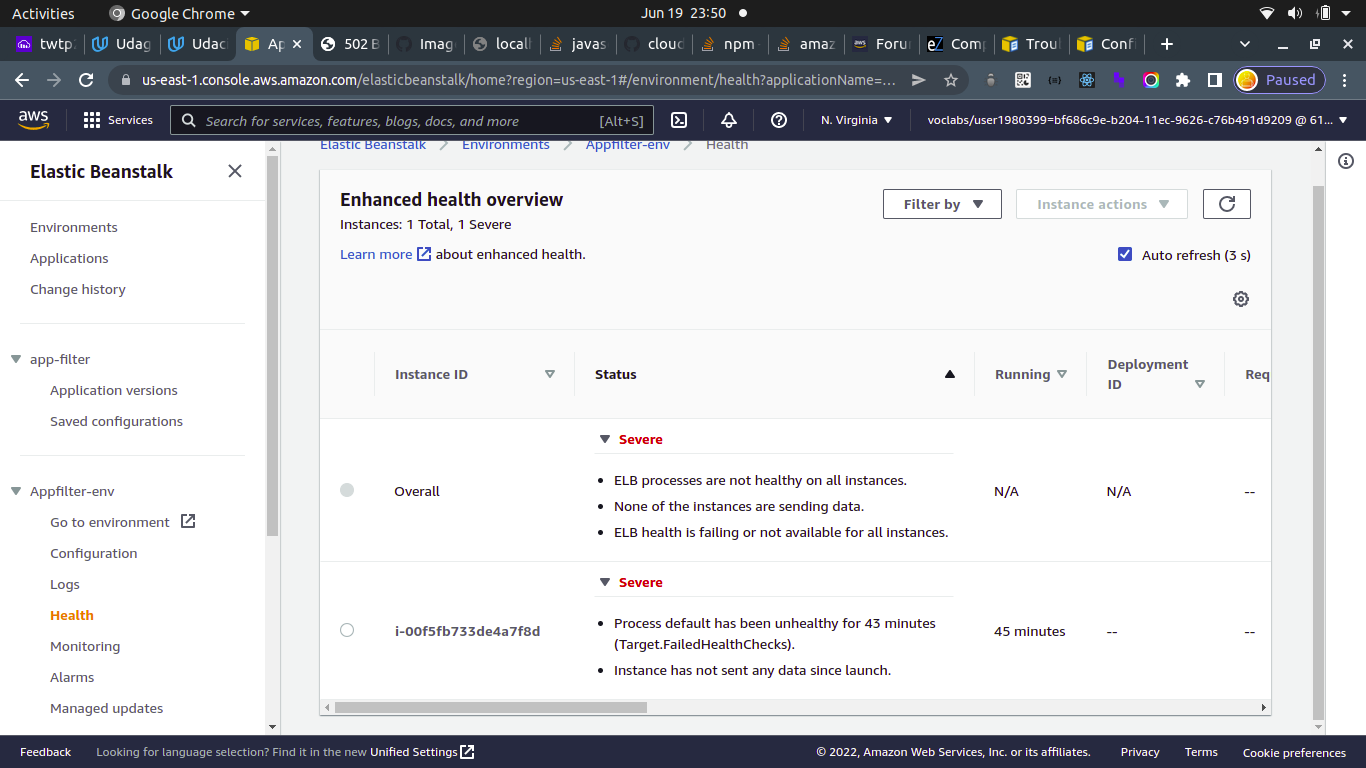 Activities
Google Chrome
Jun 19 23:50
twtp
Udag
Udac
Ap
502 B
Imag
locall
javas
cloud
npm
amaz
Foru
Comp
Trou
Confi
us-east-1.console.aws.amazon.com/elasticbeanstalk/home?region=us-east-1#/environment/health?applicationName=...
Paused
aws
Services
Search for services, features, blogs, docs, and more
[Alt+S]
N. Virginia
voclabs/user1980399=bf686c9e-b204-11ec-9626-c76b491d9209 @ 61...
Elastic Beanstalk
Environments
Applications
Change history
app-filter
Application versions
Saved configurations
Appfilter-env
Go to environment
Configuration
Logs
Health
Monitoring
Alarms
Managed updates
Elastic Beanstalk
Environments
Appfilter-env
Health
Enhanced health overview
Instances: 1 Total, 1 Severe
Learn more about enhanced health.
Filter by
Instance actions
Auto refresh (3 s)
Instance ID
Status
Running
Deployment
ID
Req
Overall
Severe
ELB processes are not healthy on all instances.
None of the instances are sending data.
ELB health is failing or not available for all instances.
N/A
N/A
--
i-00f5fb733de4a7f8d
Severe
Process default has been unhealthy for 43 minutes
(Target.FailedHealthChecks).
Instance has not sent any data since launch.
45 minutes
--
--
Feedback
Looking for language selection? Find it in the new Unified Settings
© 2022, Amazon Web Services, Inc. or its affiliates.
Privacy
Terms
Cookie preferences